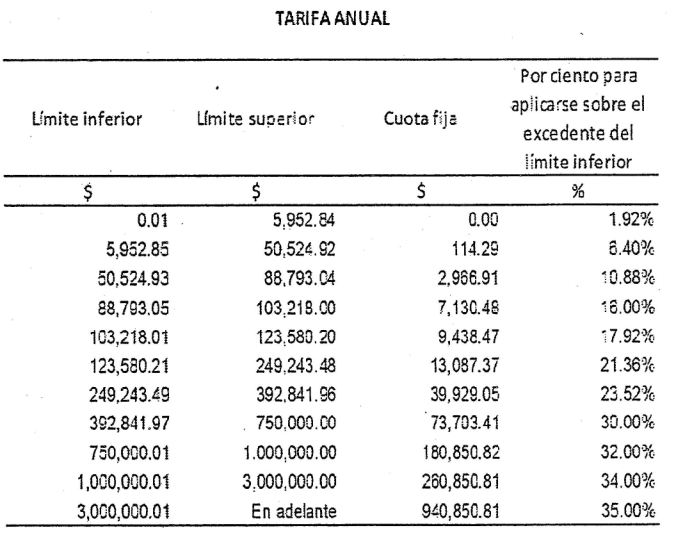 TARIFA ANUAL
Límite inferior Límite superior Cuota fija Por ciento para aplicarse sobre el excedente del límite inferior
$ $ $ %
0.01 5,952.84 0.00 1.92%
5,952.85 50,524.92 114.29 6.40%
50,524.93 88,793.04 2,966.91 10.88%
88,793.05 103,218.00 7,130.48 16.00%
103,218.01 123,580.20 9,438.47 17.92%
123,580.21 249,243.48 13,087.37 21.36%
249,243.49 392,841.96 39,929.05 23.52%
392,841.97 750,000.00 73,703.41 30.00%
750,000.01 1.000,000.00 180,850.82 32.00%
1,000,000.01 3,000,000.00 260,850.81 34.00%
3,000,000.01 En adelante 940,850.81 35.00%